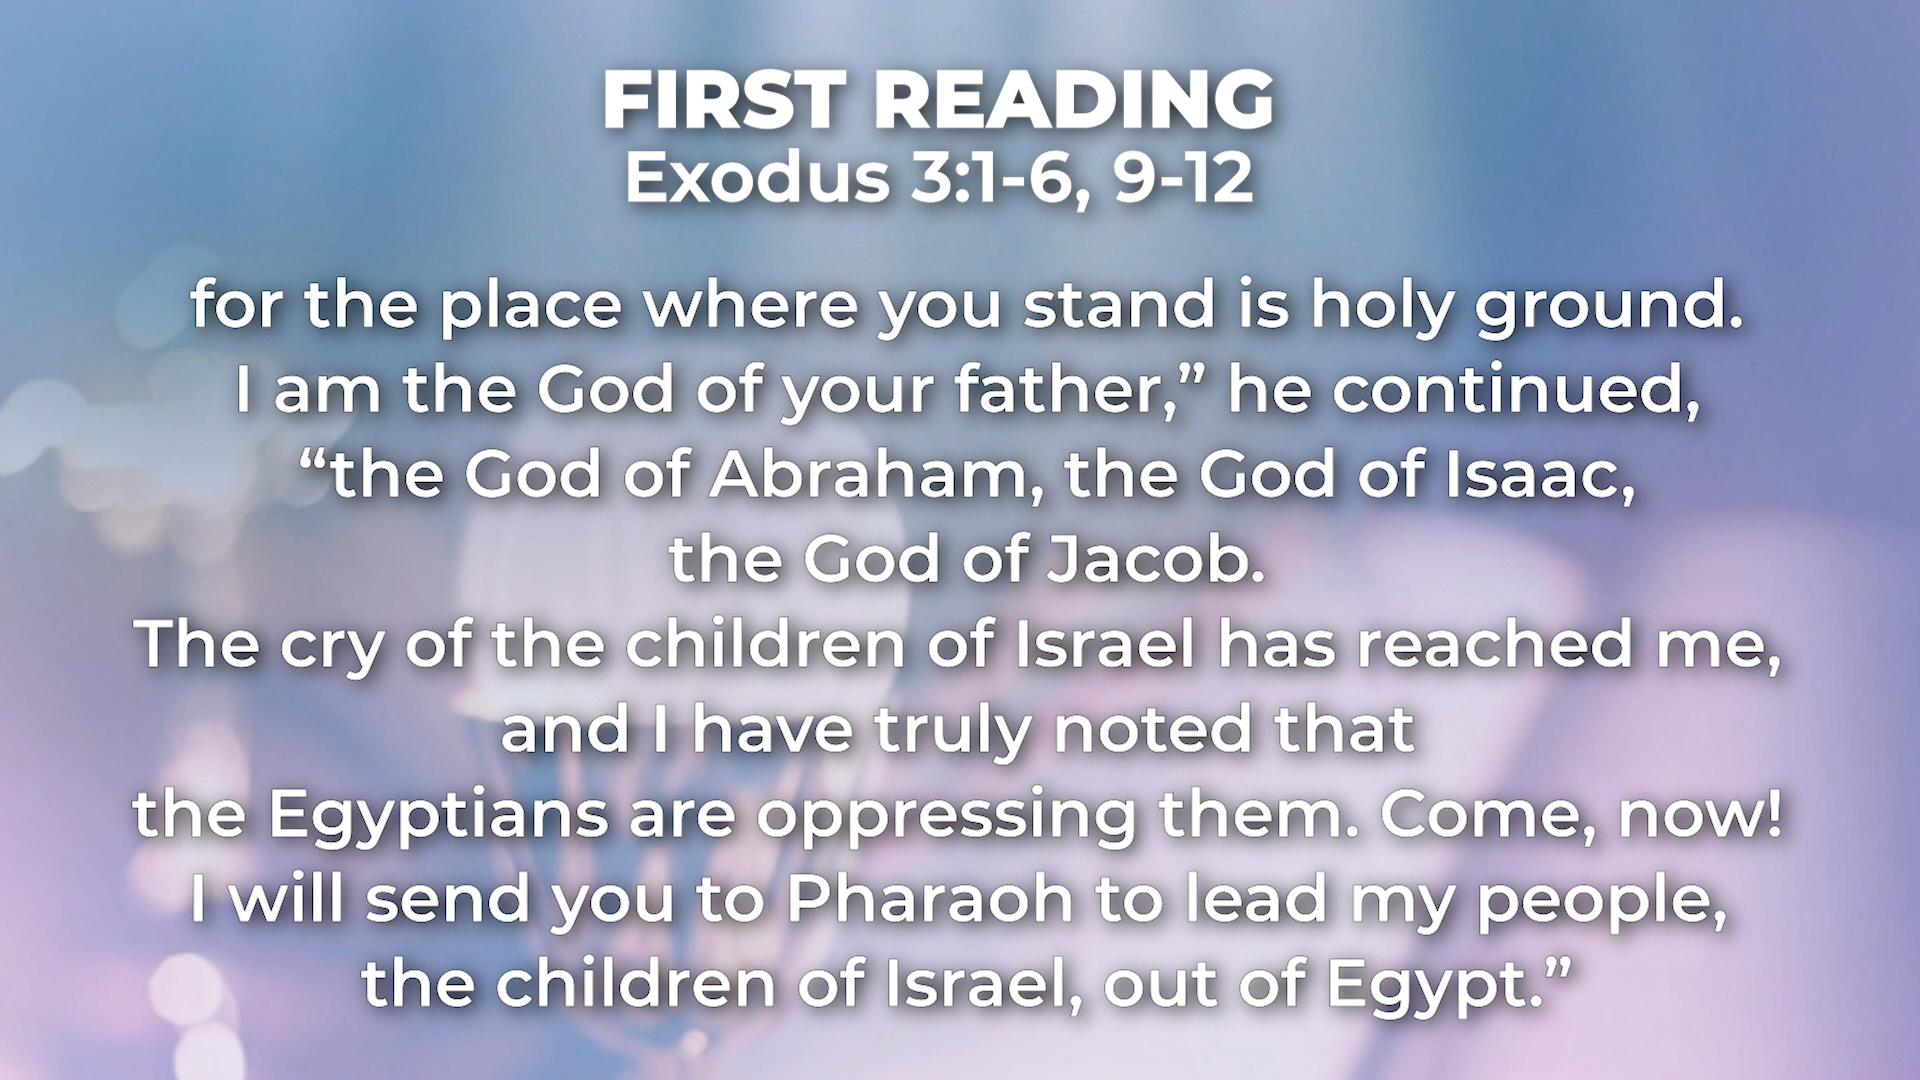 FIRST READING
Exodus 3:1-6, 9-12
for the place where you stand is holy ground.
I am the God of your father,” he continued,
“the God of Abraham, the God of Isaac,
the God of Jacob.
The cry of the children of Israel has reached me,
and I have truly noted that
the Egyptians are oppressing them. Come, now!
I will send you to Pharaoh to lead my people,
the children of Israel, out of Egypt.”